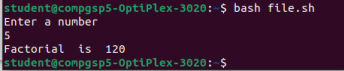 student@compgsp5-OptiPlex-3020:~$ bash file.sh
Enter a number
5
Factorial  is  120
student@compgsp5-OptiPlex-3020:~$